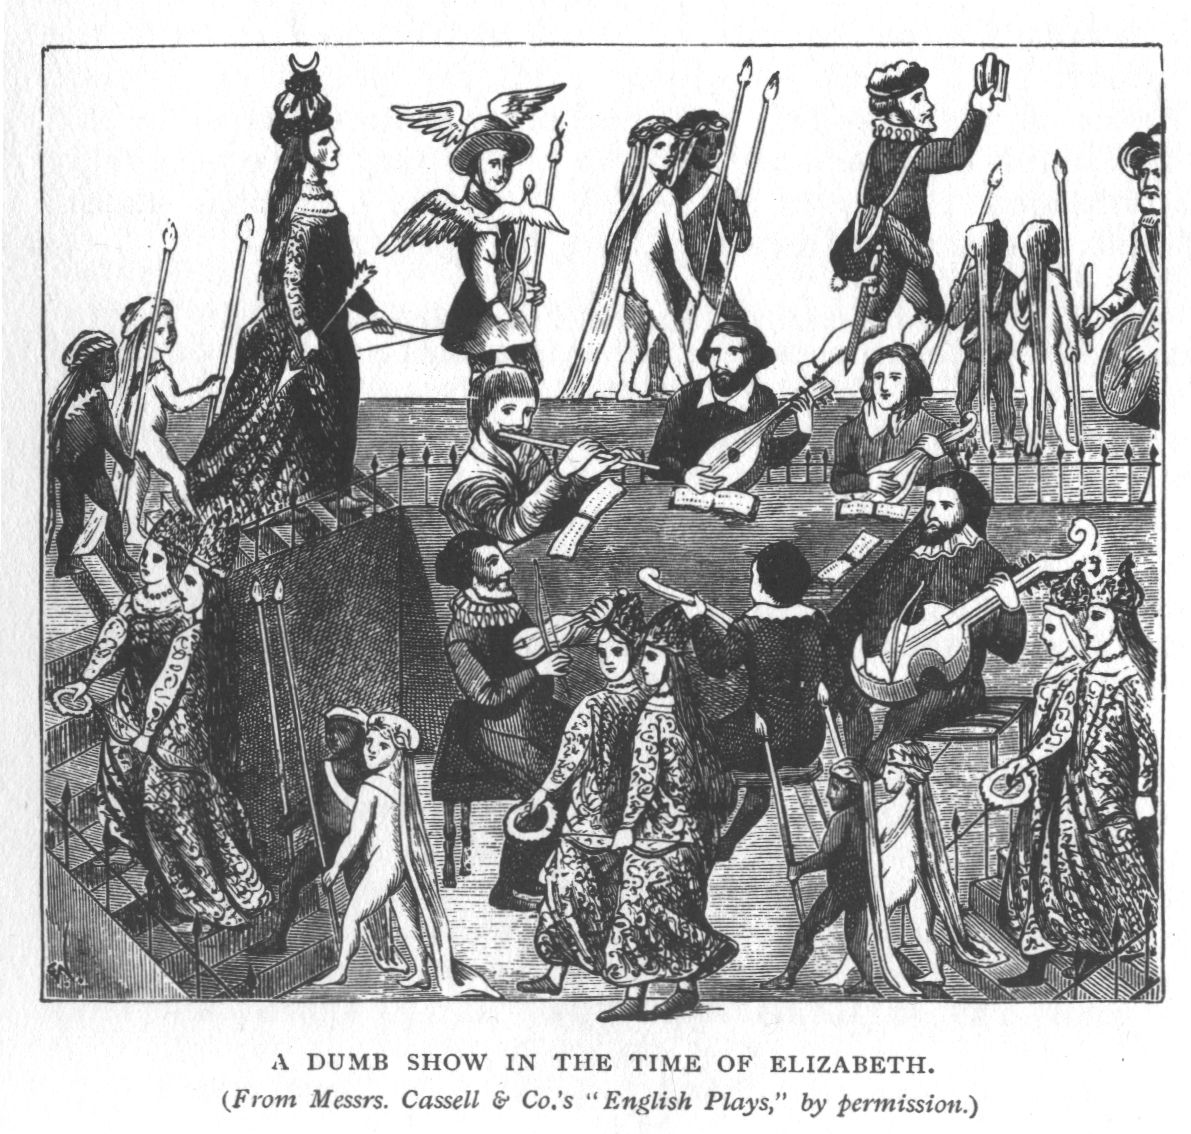 A DUMB SHOW IN THE TIME OF ELIZABETH.
(From Messrs. Cassell & Co.'s "English Plays," by permission.)